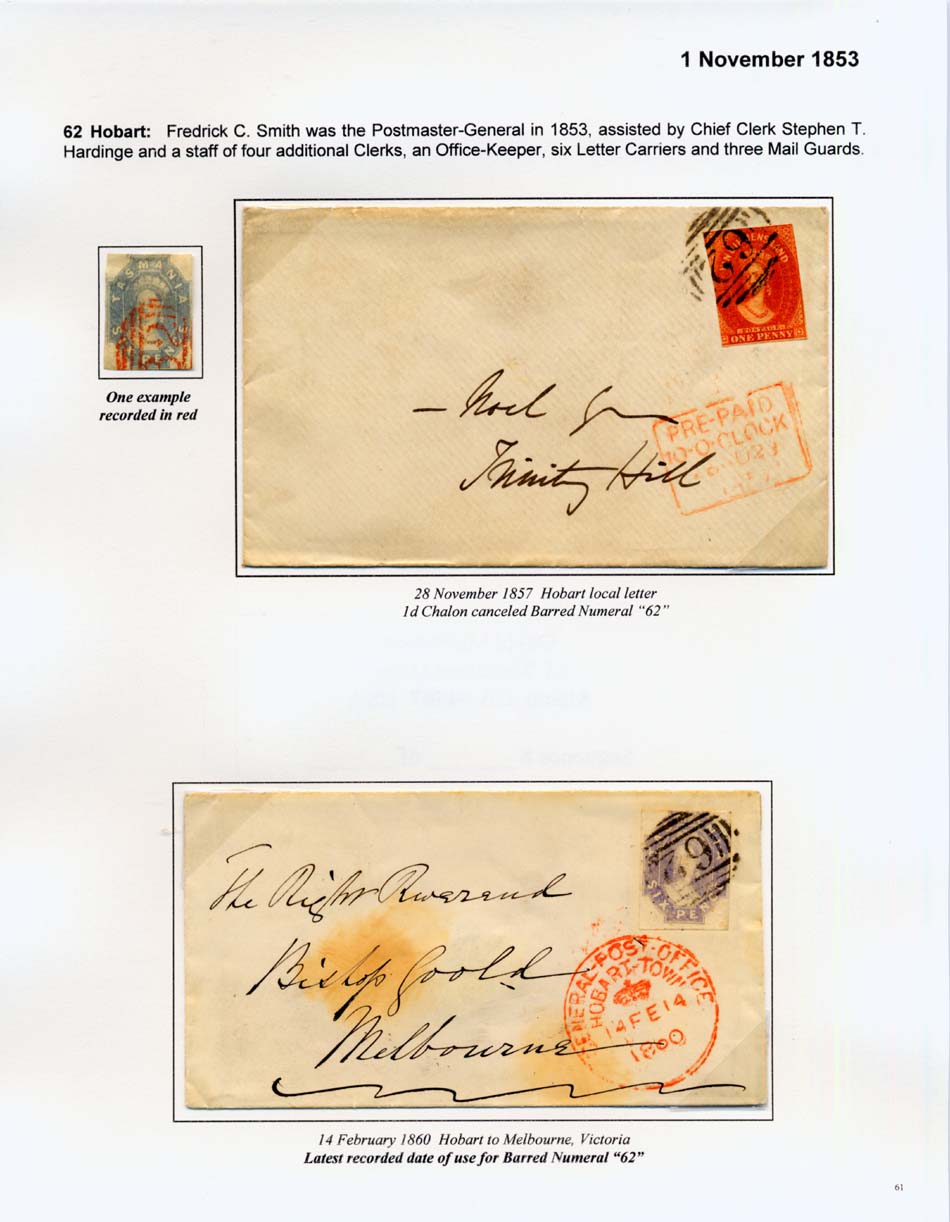 1 November 1853
62 Hobart: Fredrick C. Smith was the Postmaster-General in 1853, assisted by Chief Clerk Stephen T.
Hardinge and a staff of four additional Clerks, an Office-Keeper, six Letter Carriers and three Mail Guards.
TASMANIA
One example
recorded in red
62
ONE PENNY
Noel
Trinity Hill
PRE-PAID
10-O-CLOCK
28 November 1857 Hobart local letter
1d Chalon canceled Barred Numeral "62"
62
SIX PEN
The Right Reverend
Bishop Goold
Melbourne
GENERAL-POST-OFFICE
HOBART-TOWN
14 FE 14
1860
14 February 1860 Hobart to Melbourne, Victoria
Latest recorded date of use for Barred Numeral "62"
61